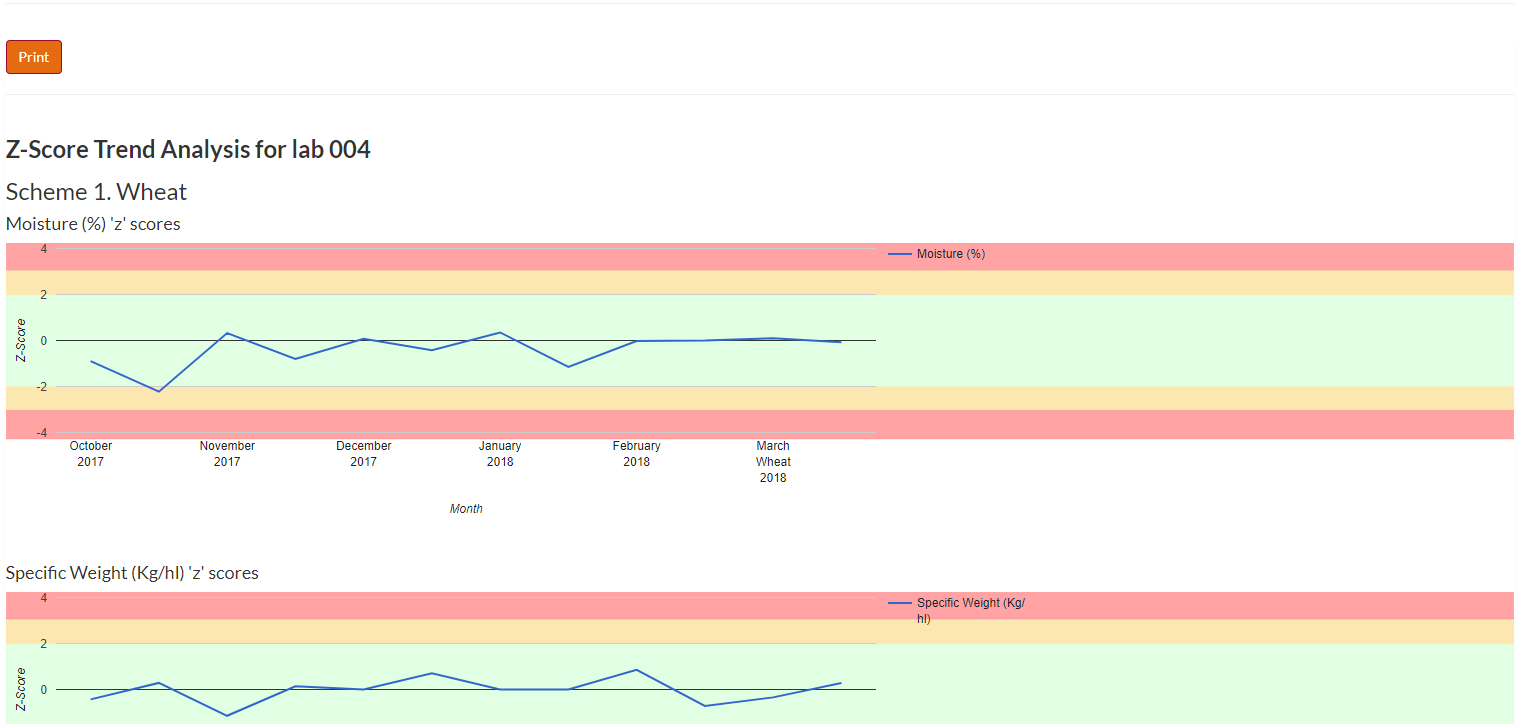 Print
Z-Score Trend Analysis for lab 004
Scheme 1. Wheat
Moisture (%) 'z' scores
4
Moisture (%)
2
Z-Score
0
-2
-4
October
2017
November
2017
December
2017
January
2018
February
2018
March
Wheat
2018
Month
Specific Weight (Kg/hl) 'z' scores
4
Specific Weight (Kg/
hl)
2
Z-Score
0